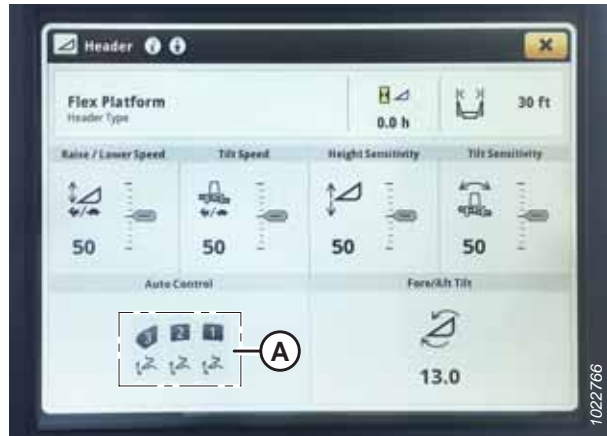 Header
Flex Platform
Header Type
0.0 h
30 ft
Raise / Lower Speed
Tilt Speed
Height Sensitivity
Tilt Sensitivity
50
50
50
50
Auto Control
Fore/Aft Tilt
3 2 1
A
13.0
1022766